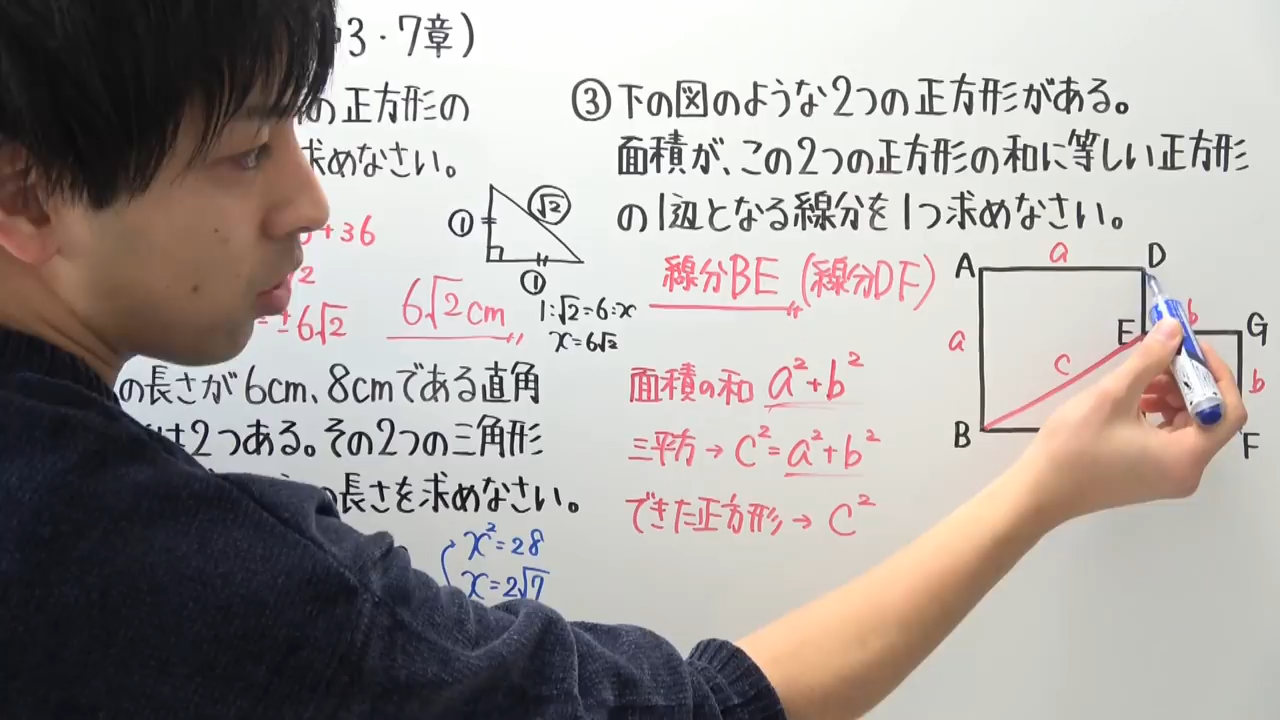 3・7章)
の正方形の
求めなさい。
① √2
①
+36
6√2
6√2cm
1:√2=6:x
x=6√2
の長さが6cm、8cmである直角
は2つある。その2つの三角形
の長さを求めなさい。
x²=28
x=2√7
③下の図のような2つの正方形がある。
面積が、この2つの正方形の和に等しい正方形
の1辺となる線分を1つ求めなさい。
線分BE (線分DF)
面積の和 a²+b²
三平方→ c²=a²+b²
できた正方形→ c²
A a D
E b G
a c b
B F